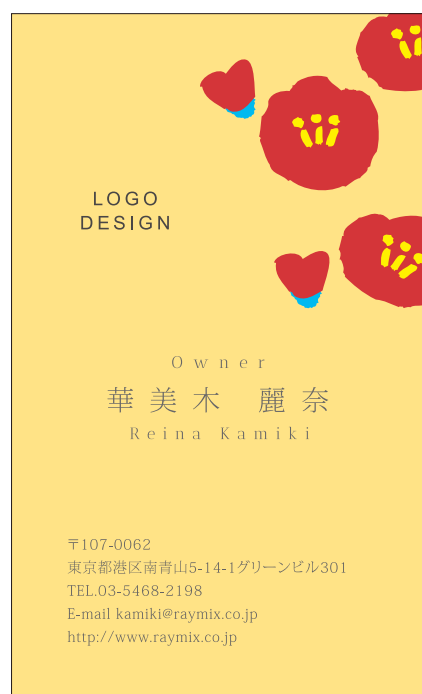 LOGO
DESIGN
Owner
華美木 麗奈
Reina Kamiki
〒107-0062
東京都港区南青山5-14-1グリーンビル301
TEL.03-5468-2198
E-mail kamiki@raymix.co.jp
http://www.raymix.co.jp